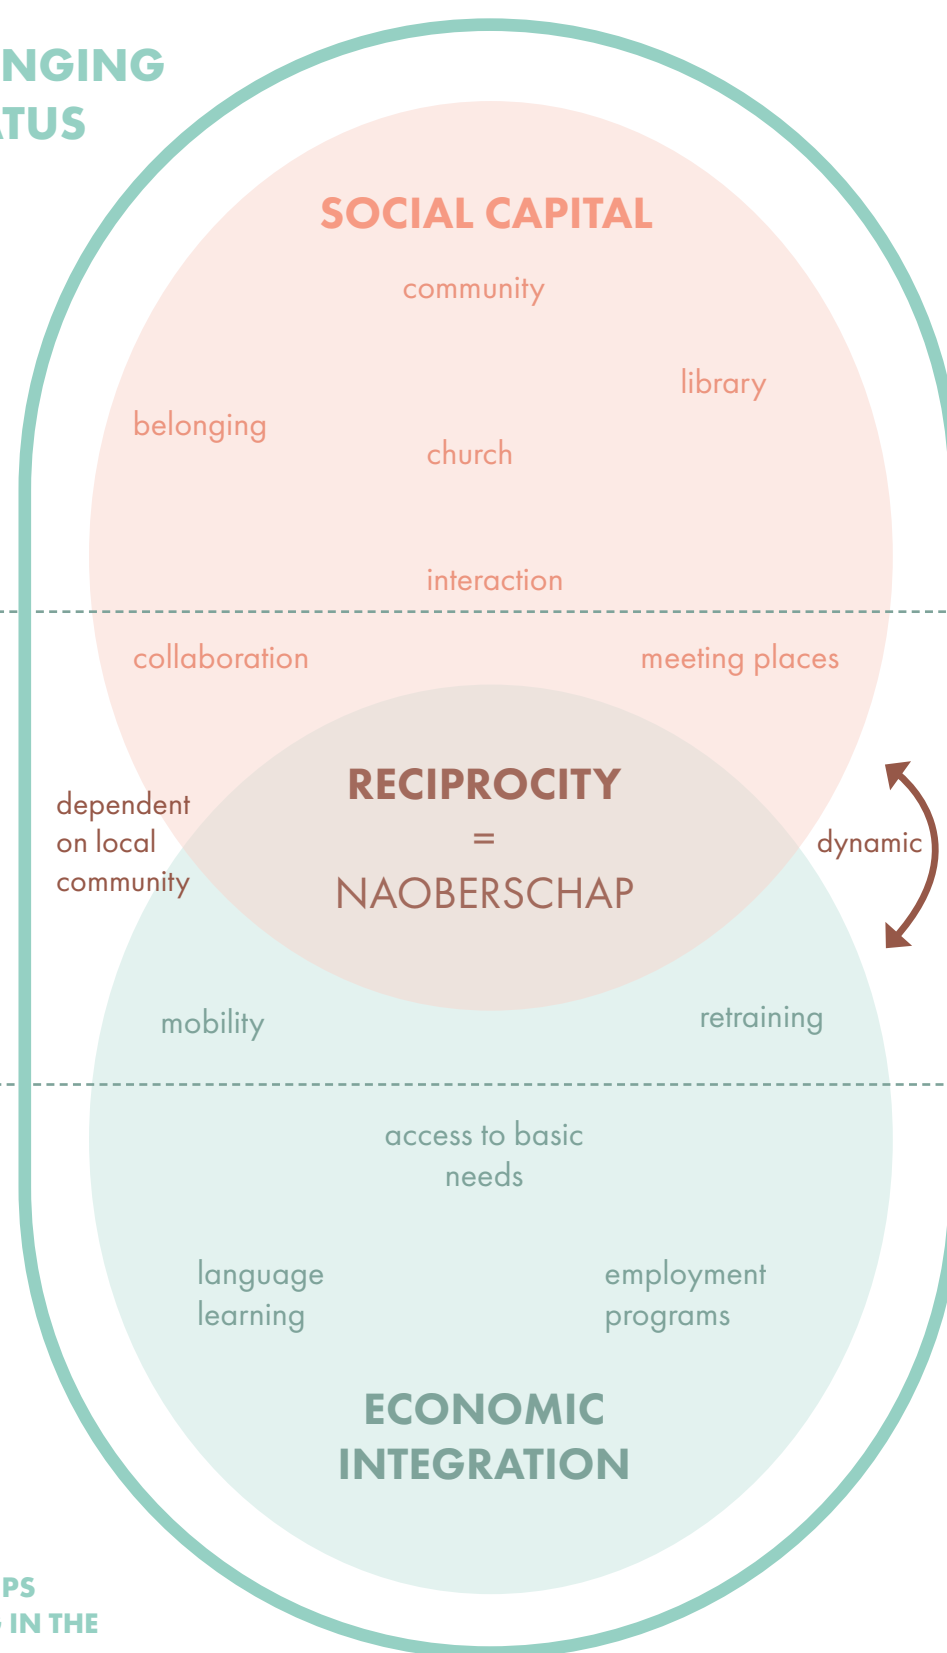 NGING
ATUS
SOCIAL CAPITAL
community
library
belonging
church
interaction
collaboration
meeting places
RECIPROCITY
=
NAOBERSCHAP
dependent
on local
community
dynamic
mobility
retraining
access to basic
needs
language
learning
employment
programs
ECONOMIC
INTEGRATION
PS
IN THE